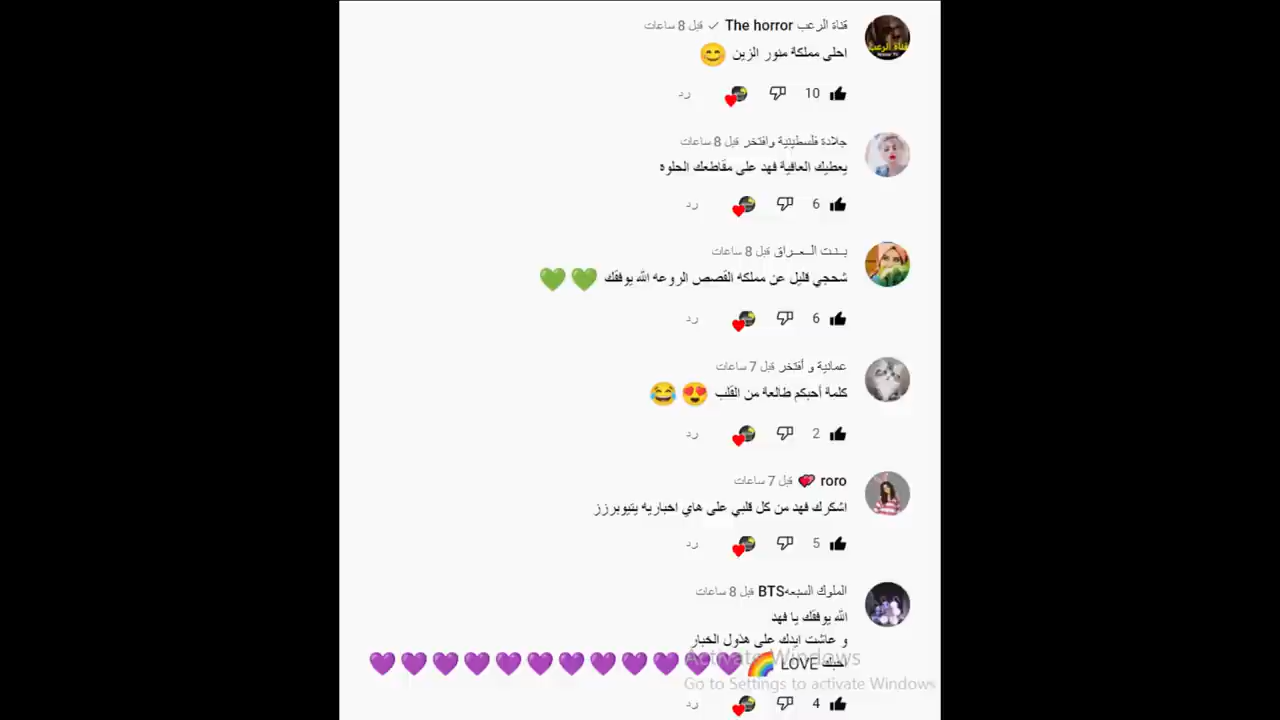 قناة الرعب The horror ✓ قبل 8 ساعات
احلى مملكة منور الزين 😊
10
رد
جلادة فلسطينية وافتخر قبل 8 ساعات
يعطيك العافية فهد على مقاطعك الحلوه
6
رد
بــنــت الــعــراق قبل 8 ساعات
شحجي قليل عن مملكه القصص الروعه الله يوفقك 💚 💚
6
رد
عمانية و أفتخر قبل 7 ساعات
كلمة أحبكم طالعة من القلب 😍 😂
2
رد
roro 💕 قبل 7 ساعات
اشكرك فهد من كل قلبي على هاي اخباريه يتيوبرزز
5
رد
الملوك السبعهBTS قبل 8 ساعات
الله يوفقك يا فهد
و عاشت ايدك على هذول الخبار
احبك LOVE 🌈 💜💜💜💜💜💜💜💜💜💜💜💜
Activate Windows
Go to Settings to activate Windows
4
رد